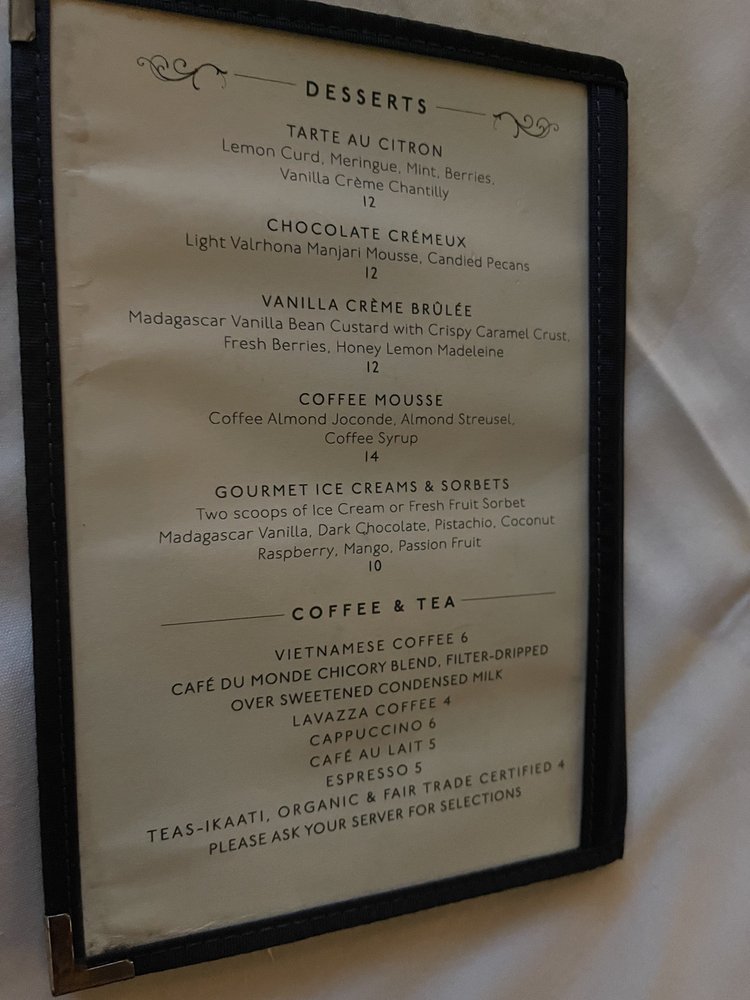 DESSERTS
TARTE AU CITRON
Lemon Curd, Meringue, Mint, Berries,
Vanilla Crème Chantilly
12
CHOCOLATE CRÉMEUX
Light Valrhona Manjari Mousse, Candied Pecans
12
VANILLA CRÈME BRÛLÉE
Madagascar Vanilla Bean Custard with Crispy Caramel Crust,
Fresh Berries, Honey Lemon Madeleine
12
COFFEE MOUSSE
Coffee Almond Joconde, Almond Streusel,
Coffee Syrup
14
GOURMET ICE CREAMS & SORBETS
Two scoops of Ice Cream or Fresh Fruit Sorbet
Madagascar Vanilla, Dark Chocolate, Pistachio, Coconut
Raspberry, Mango, Passion Fruit
10
COFFEE & TEA
VIETNAMESE COFFEE 6
CAFÉ DU MONDE CHICORY BLEND, FILTER-DRIPPED
OVER SWEETENED CONDENSED MILK
LAVAZZA COFFEE 4
CAPPUCCINO 6
CAFÉ AU LAIT 5
ESPRESSO 5
TEAS-IKAATI, ORGANIC & FAIR TRADE CERTIFIED 4
PLEASE ASK YOUR SERVER FOR SELECTIONS